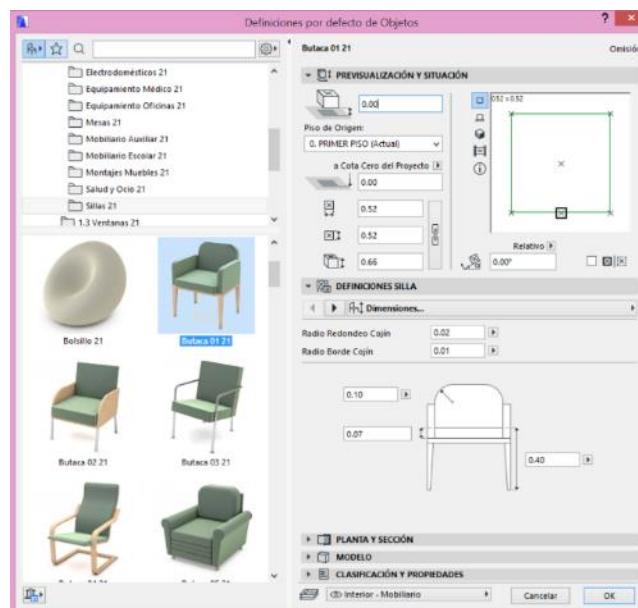 Definiciones por defecto de Objetos
Electrodomésticos 21
Equipamiento Médico 21
Equipamiento Oficinas 21
Mesas 21
Mobiliario Auxiliar 21
Mobiliario Escolar 21
Montajes Muebles 21
Salud y Ocio 21
Sillas 21
1.3 Ventanas 21
Bolsillo 21
Butaca 01 21
Butaca 02 21
Butaca 03 21
Butaca 01 21
Omisión
PREVISUALIZACIÓN Y SITUACIÓN
0.00
Piso de Origen:
0. PRIMER PISO (Actual)
a Cota Cero del Proyecto
0.00
0.52
0.52
0.66
0.52 x 0.52
Relativo
0.00°
DEFINICIONES SILLA
Dimensiones...
Radio Redondeo Cojín 0.02
Radio Borde Cojín 0.01
0.10
0.07
0.40
PLANTA Y SECCIÓN
MODELO
CLASIFICACIÓN Y PROPIEDADES
Interior - Mobiliario
Cancelar
OK